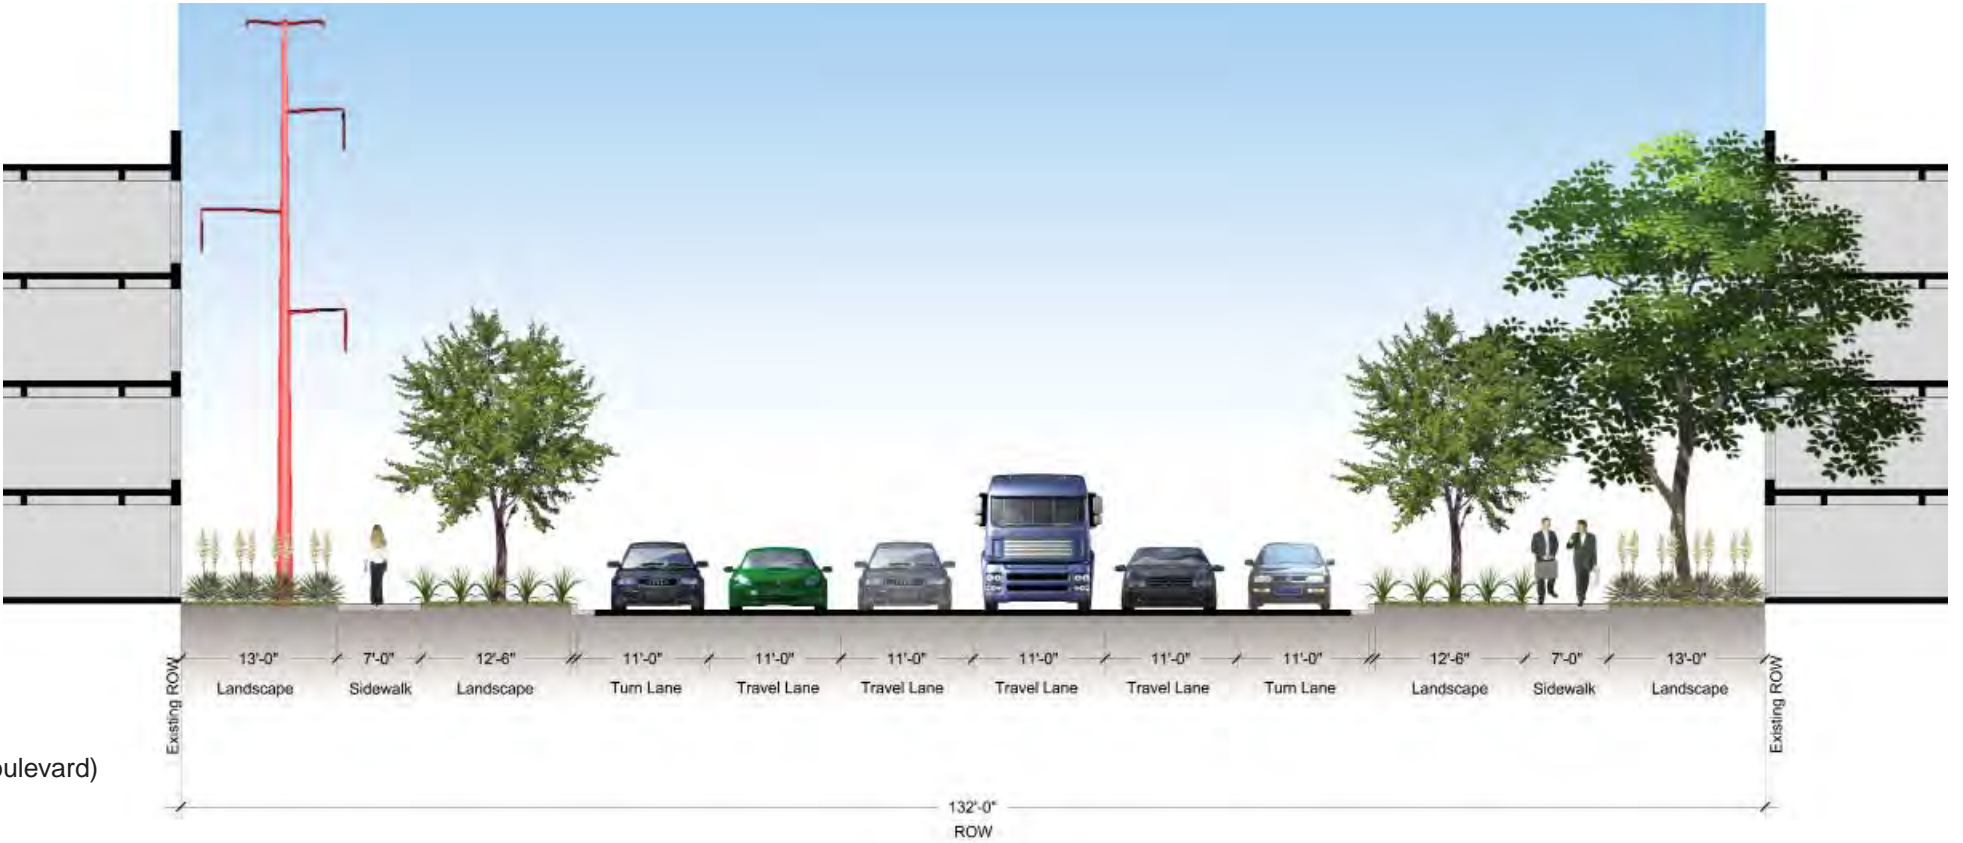 13'-0" 7'-0" 12'-6" 11'-0" 11'-0" 11'-0" 11'-0" 11'-0" 11'-0" 12'-6" 7'-0" 13'-0"
Landscape Sidewalk Landscape Turn Lane Travel Lane Travel Lane Travel Lane Travel Lane Turn Lane Landscape Sidewalk Landscape
Existing ROW
Existing ROW
oulevard)
132'-0"
ROW